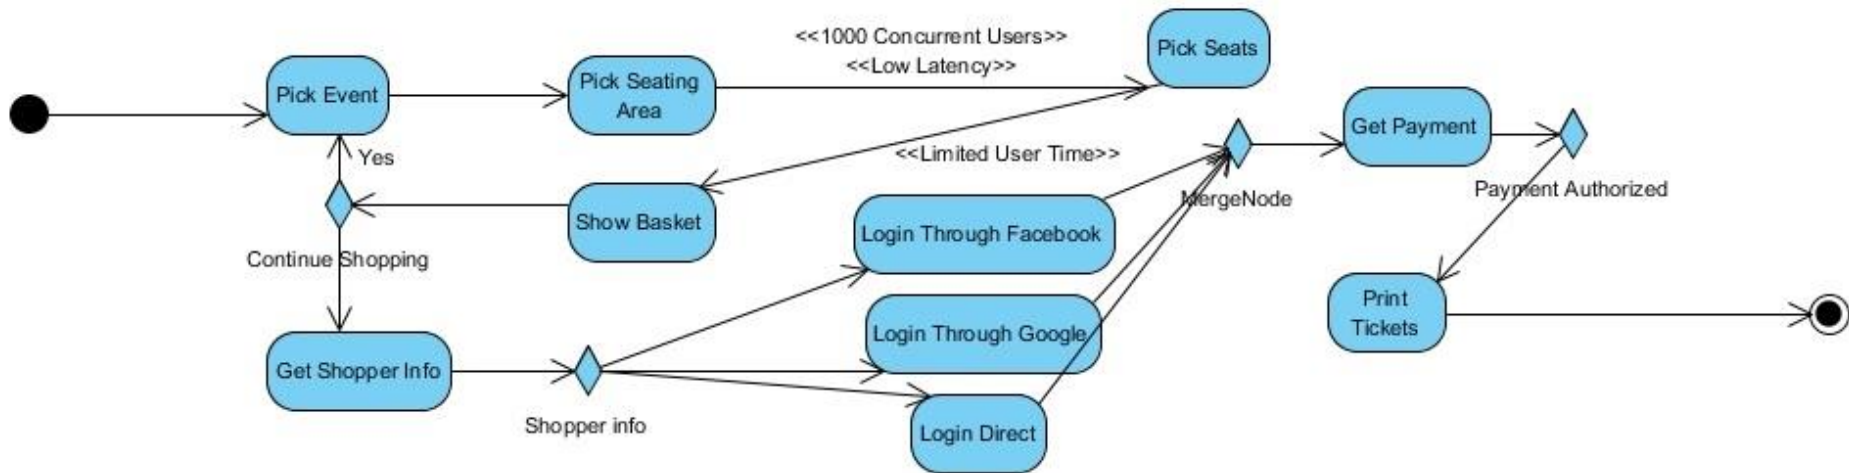 <<1000 Concurrent Users>>
<<Low Latency>>
Pick Seats
Pick Event
Pick Seating
Area
Get Payment
Yes
<<Limited User Time>>
MergeNode
Payment Authorized
Show Basket
Login Through Facebook
Continue Shopping
Print
Tickets
Login Through Google
Get Shopper Info
Shopper info
Login Direct